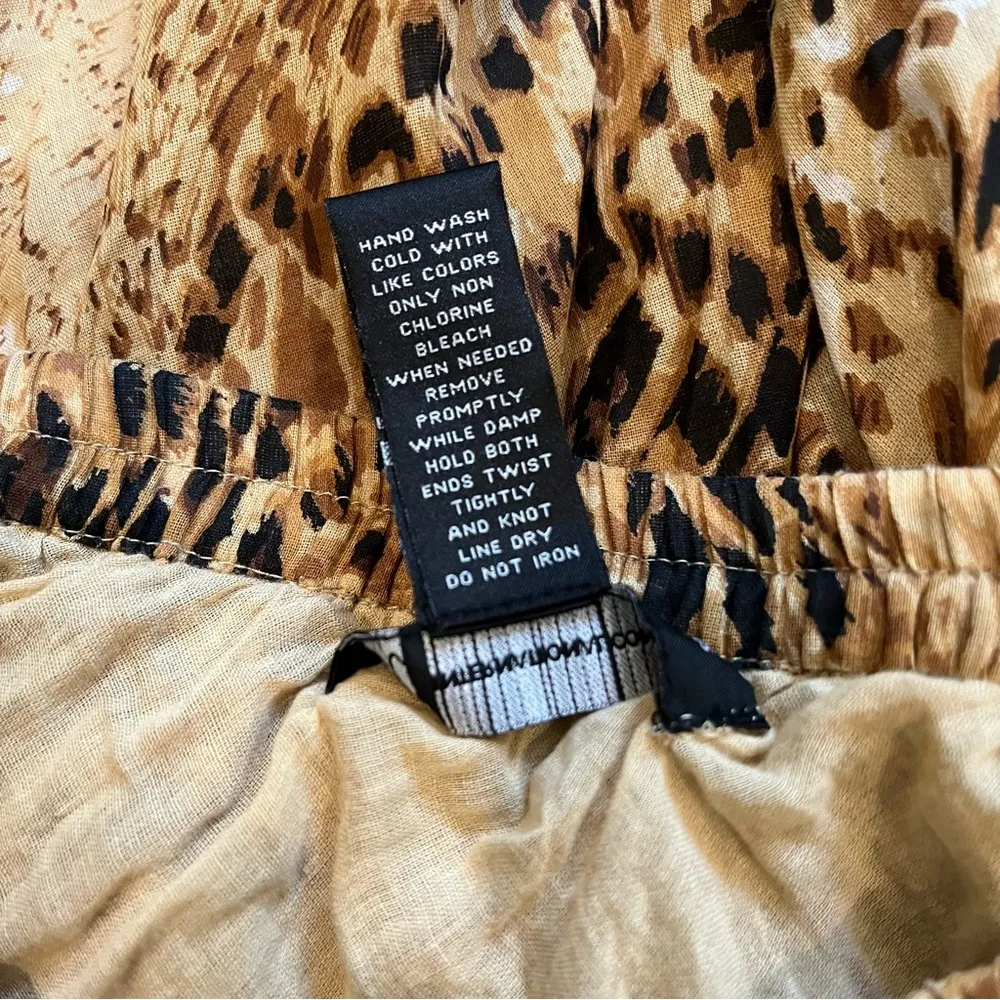 HAND WASH
COLD WITH
LIKE COLORS
ONLY NON
CHLORINE
BLEACH
WHEN NEEDED
REMOVE
PROMPTLY
WHILE DAMP
HOLD BOTH
ENDS TWIST
TIGHTLY
AND KNOT
LINE DRY
DO NOT IRON